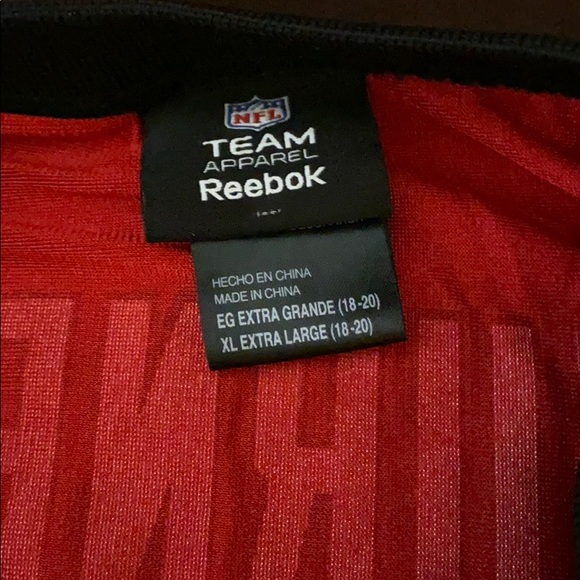 NFL
TEAM
APPAREL
Reebok
HECHO EN CHINA
MADE IN CHINA
EG EXTRA GRANDE (18-20)
XL EXTRA LARGE (18-20)